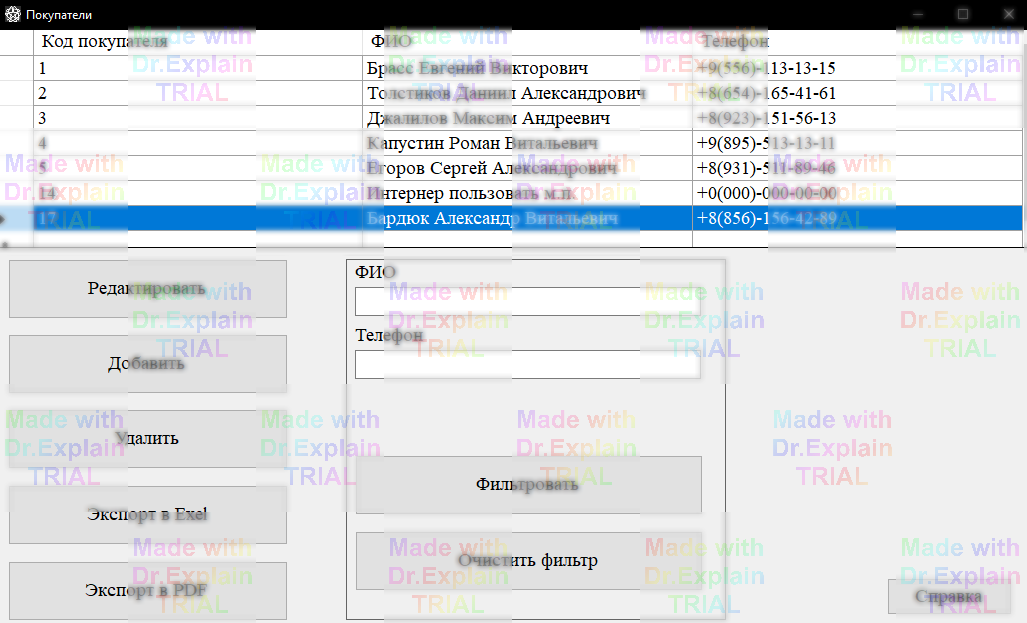 Покупатели
Код покупателя ФИО Телефон
1 Брасс Евгений Викторович +9(556)-113-13-15
2 Толстиков Даниил Александрович +8(654)-165-41-61
3 Джалилов Максим Андреевич +8(923)-151-56-13
4 Капустин Роман Витальевич +9(895)-513-13-11
5 Егоров Сергей Александрович +8(931)-511-89-46
14 Интернер пользовать м.п. +0(000)-000-00-00
17 Бардюк Александр Витальевич +8(856)-156-42-89
Редактировать
Добавить
Удалить
Экспорт в Exel
Экспорт в PDF
ФИО
Телефон
Фильтровать
Очистить фильтр
Справка
Made with
Dr.Explain
TRIAL